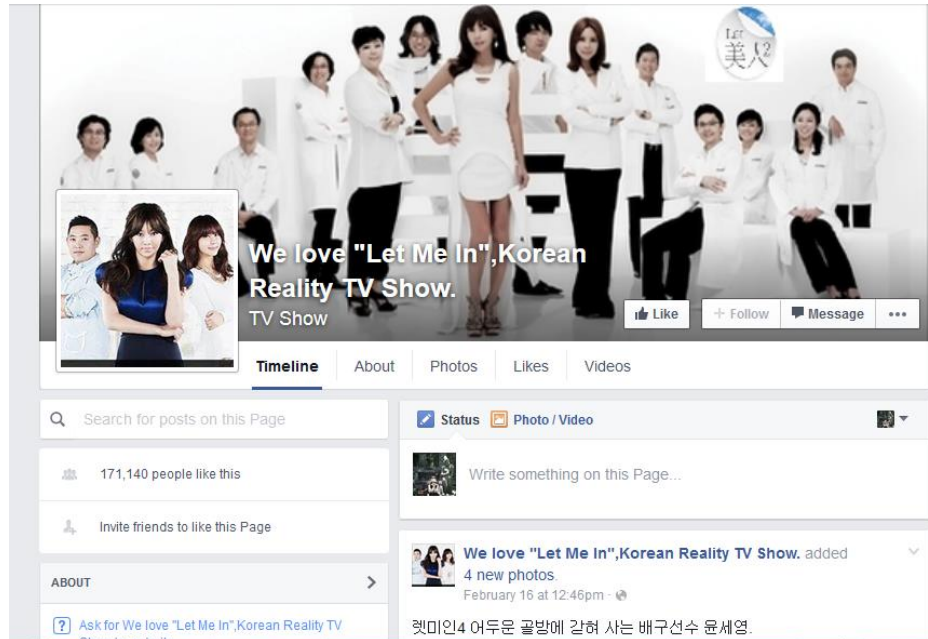 Let
美人2
We love "Let Me In",Korean
Reality TV Show.
TV Show
Like
+ Follow
Message
Timeline
About
Photos
Likes
Videos
Search for posts on this Page
171,140 people like this
Invite friends to like this Page
ABOUT
Ask for We love "Let Me In",Korean Reality TV
Status
Photo / Video
Write something on this Page...
We love "Let Me In",Korean Reality TV Show. added
4 new photos.
February 16 at 12:46pm ·
렛미인4 어두운 골방에 갇혀 사는 배구선수 윤세영.